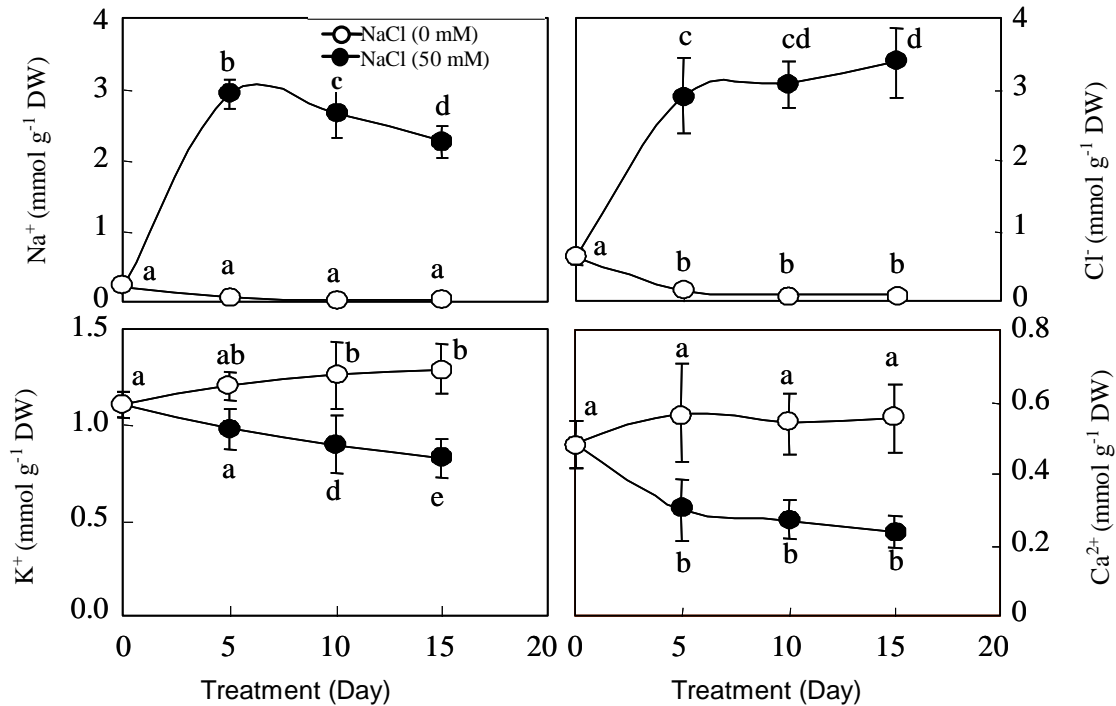 4
3
2
1
0
Na⁺ (mmol g⁻¹ DW)
NaCl (0 mM)
NaCl (50 mM)
b
c
d
a
a
a
a
4
3
2
1
0
Cl⁻ (mmol g⁻¹ DW)
c
cd
d
a
b
b
b
1.5
1.0
0.5
0.0
K⁺ (mmol g⁻¹ DW)
a
ab
b
b
a
d
e
0
5
10
15
20
Treatment (Day)
0.8
0.6
0.4
0.2
0
Ca²⁺ (mmol g⁻¹ DW)
a
a
a
a
b
b
b
0
5
10
15
20
Treatment (Day)